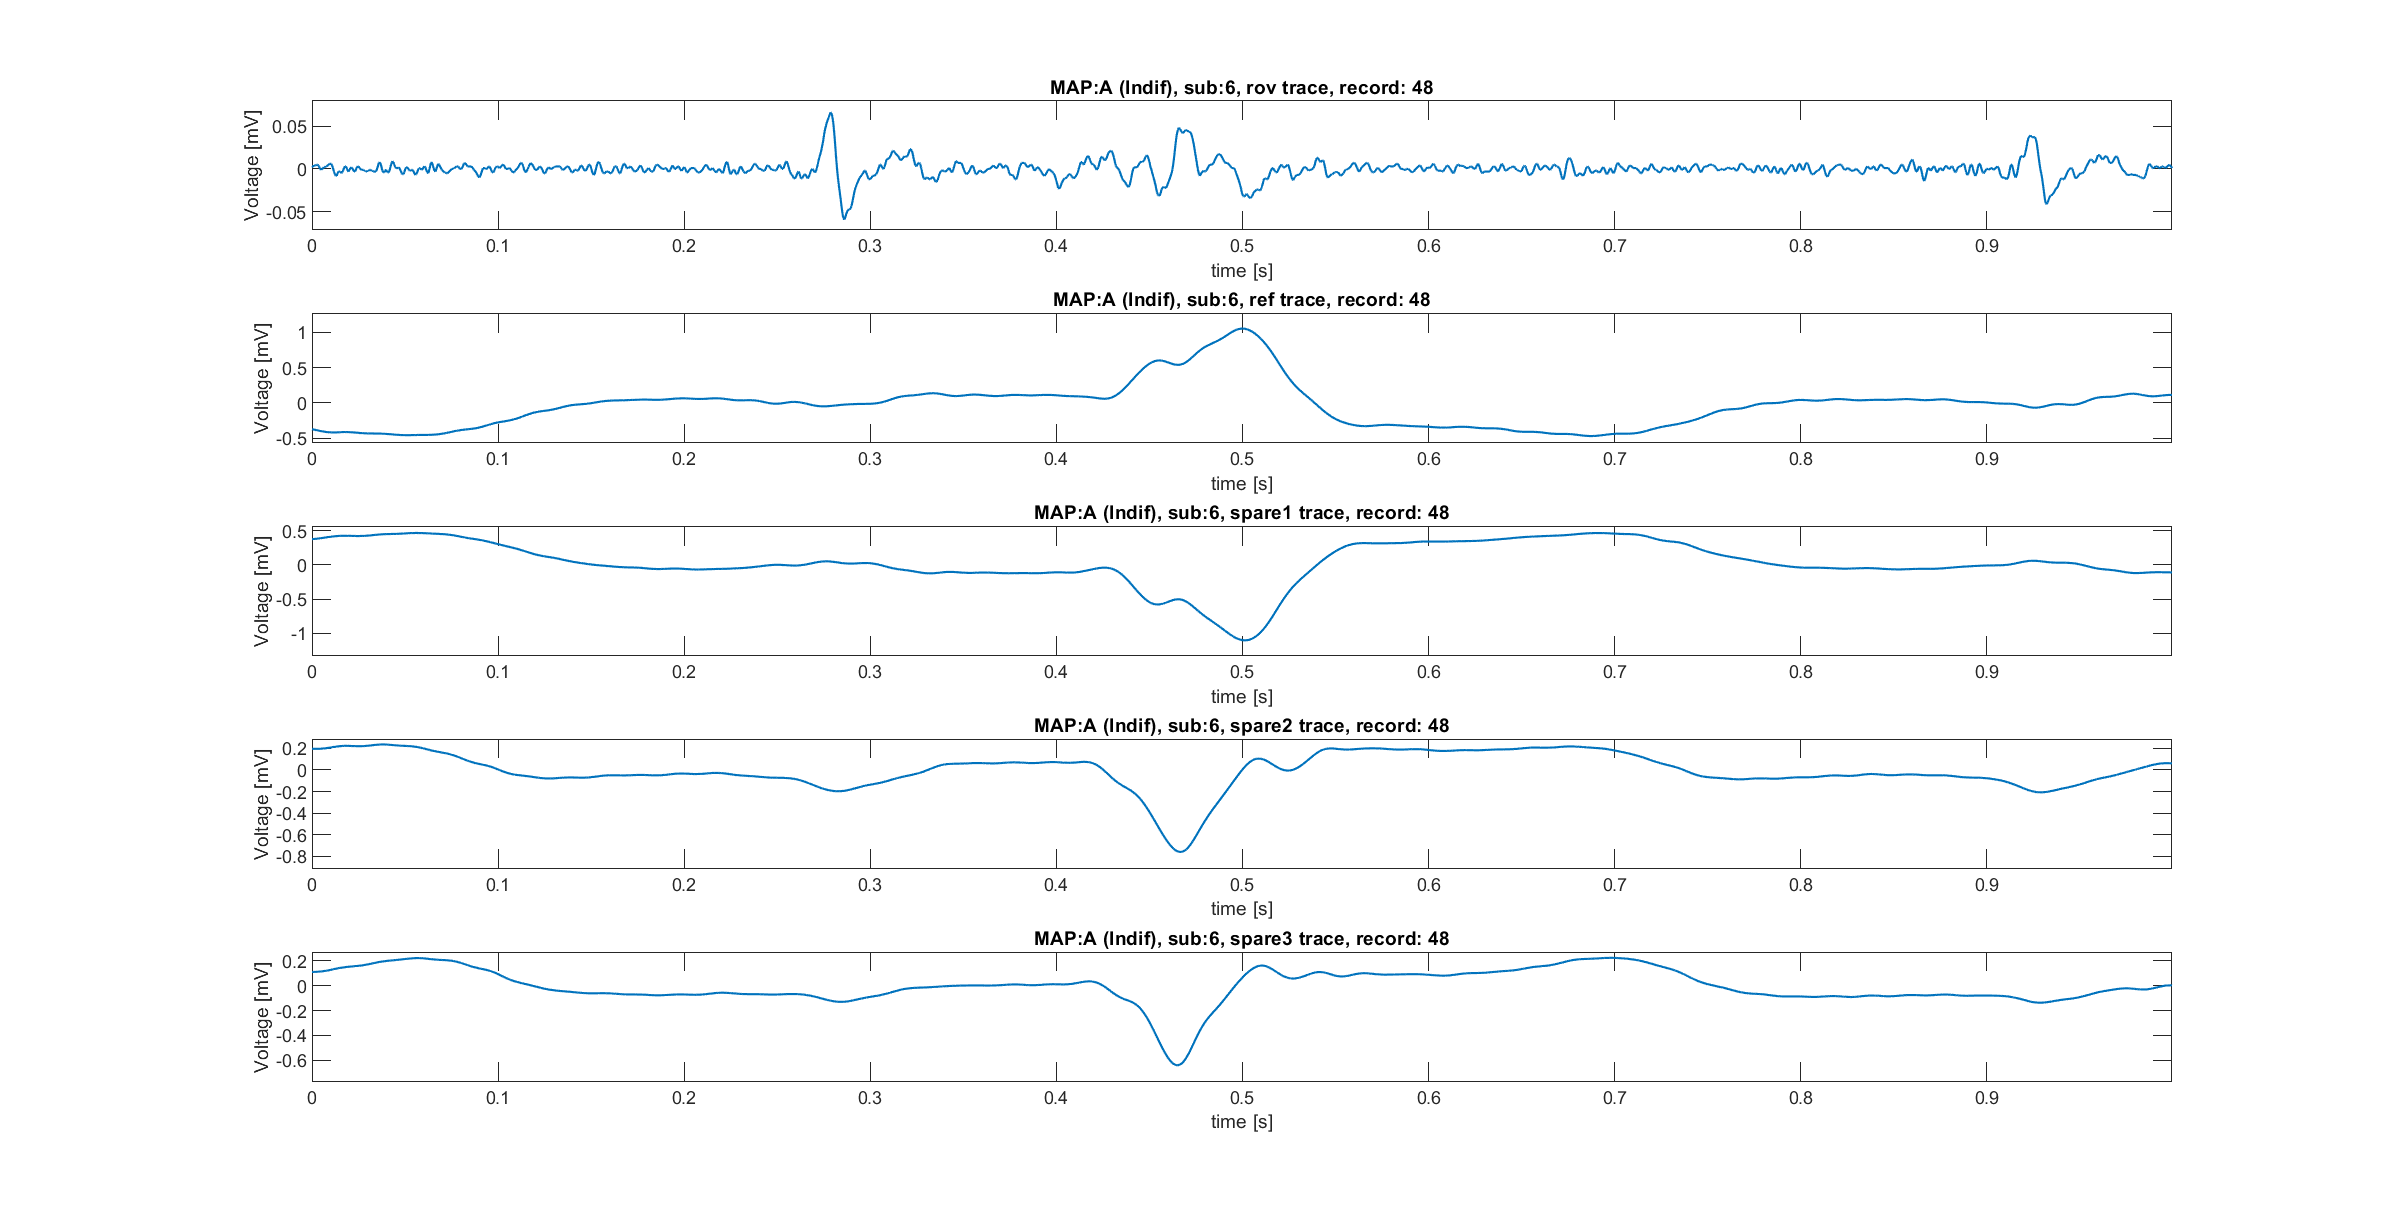 MAP:A (Indif), sub:6, rov trace, record: 48
Voltage [mV]
0.05
0
-0.05
0 0.1 0.2 0.3 0.4 0.5 0.6 0.7 0.8 0.9
time [s]
MAP:A (Indif), sub:6, ref trace, record: 48
Voltage [mV]
1
0.5
0
-0.5
0 0.1 0.2 0.3 0.4 0.5 0.6 0.7 0.8 0.9
time [s]
MAP:A (Indif), sub:6, spare1 trace, record: 48
Voltage [mV]
0.5
0
-0.5
-1
0 0.1 0.2 0.3 0.4 0.5 0.6 0.7 0.8 0.9
time [s]
MAP:A (Indif), sub:6, spare2 trace, record: 48
Voltage [mV]
0.2
0
-0.2
-0.4
-0.6
-0.8
0 0.1 0.2 0.3 0.4 0.5 0.6 0.7 0.8 0.9
time [s]
MAP:A (Indif), sub:6, spare3 trace, record: 48
Voltage [mV]
0.2
0
-0.2
-0.4
-0.6
0 0.1 0.2 0.3 0.4 0.5 0.6 0.7 0.8 0.9
time [s]